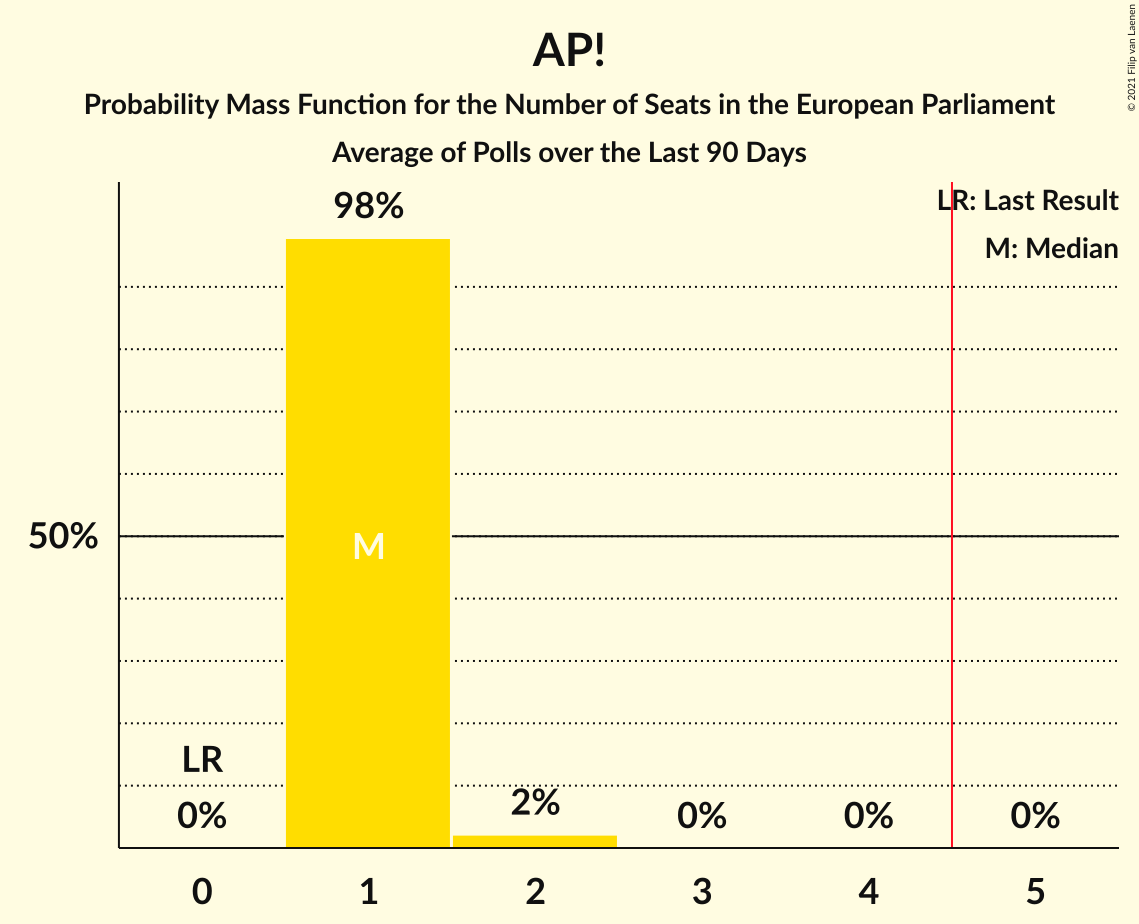 AP!
Probability Mass Function for the Number of Seats in the European Parliament
Average of Polls over the Last 90 Days
© 2021 Filip van Laenen
98%
LR: Last Result
M: Median
50%
M
LR
0%
2%
0%
0%
0%
0 1 2 3 4 5